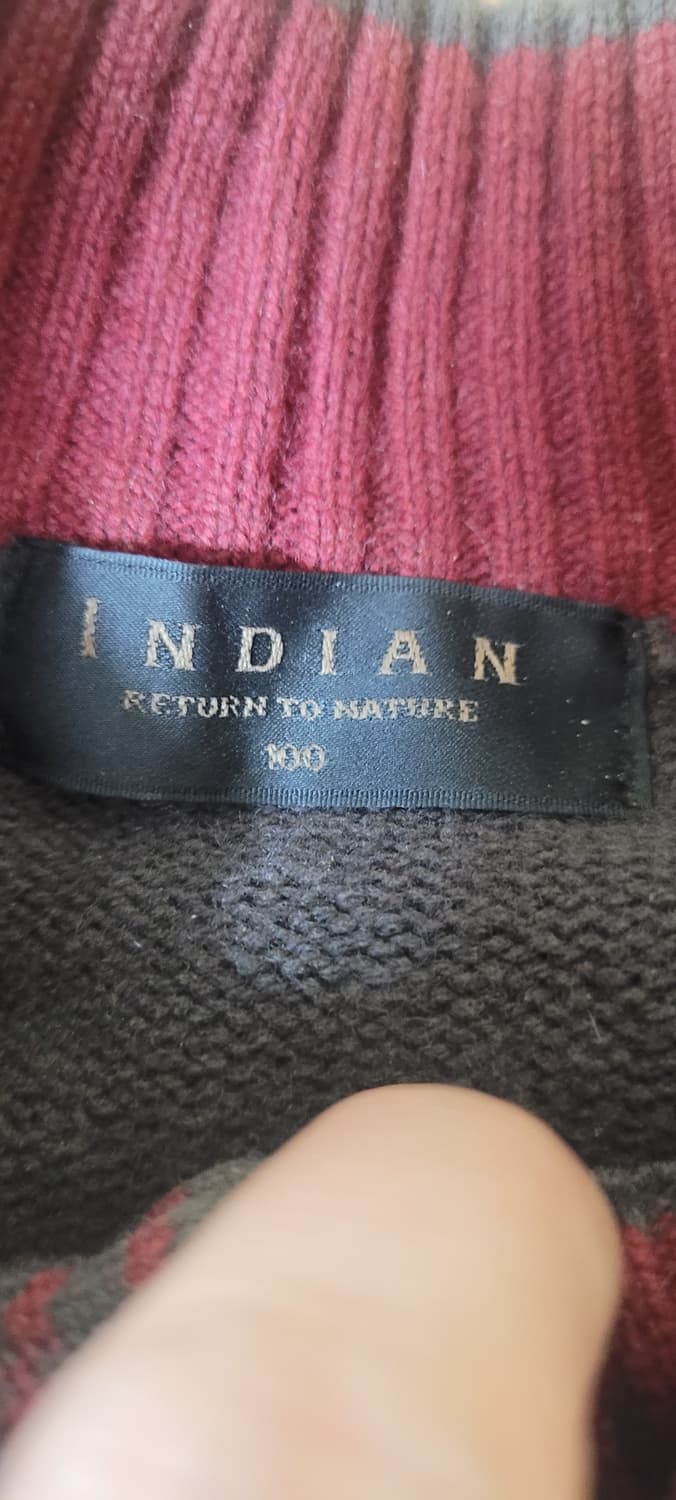 INDIAN
RETURN TO NATURE
100